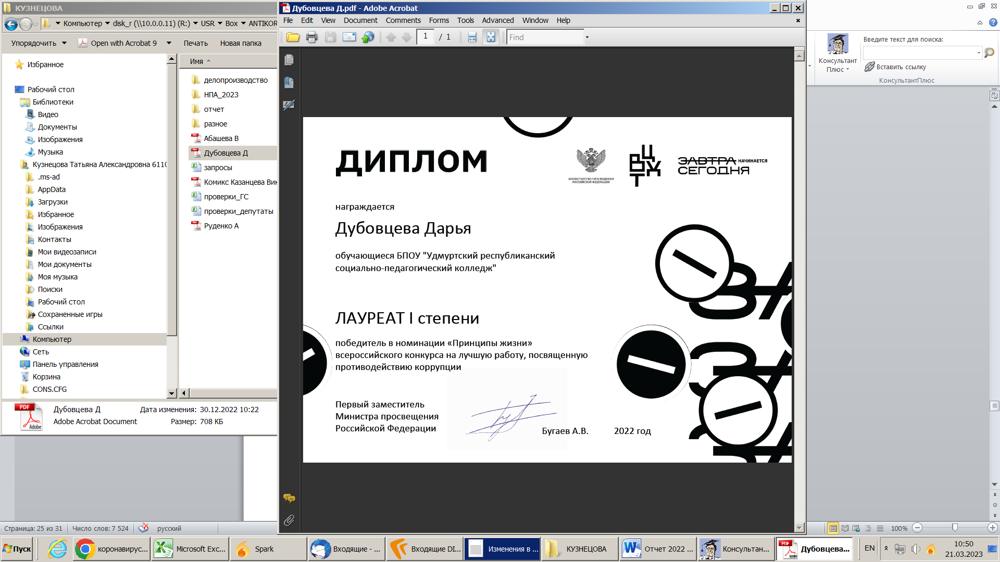 КУЗНЕЦОВА
Компьютер disk_r (\\10.0.0.11) (R:) USR Box ANTIKOR
Упорядочить Open with Acrobat 9 Печать Новая папка
Избранное
Рабочий стол
Библиотеки
Видео
Документы
Изображения
Музыка
Кузнецова Татьяна Александровна 6110
.ms-ad
AppData
Загрузки
Избранное
Изображения
Контакты
Мои видеозаписи
Мои документы
Моя музыка
Поиски
Рабочий стол
Сохраненные игры
Ссылки
Компьютер
Сеть
Панель управления
Корзина
CONS.CFG
Имя
делопроизводство
НПА_2023
отчет
разное
Абашева В
Дубовцева Д
запросы
Комикс Казанцева Вик
проверки_ГС
проверки_депутаты
Руденко А
Дубовцева Д Дата изменения: 30.12.2022 10:22
Adobe Acrobat Document Размер: 708 КБ
Дубовцева Д.pdf - Adobe Acrobat
File Edit View Document Comments Forms Tools Advanced Window Help
1 / 1 Find
ДИПЛОМ
МИНИСТЕРСТВО ПРОСВЕЩЕНИЯ
РОССИЙСКОЙ ФЕДЕРАЦИИ
ЗАВТРА НАЧИНАЕТСЯ
СЕГОДНЯ
награждается
Дубовцева Дарья
обучающиеся БПОУ "Удмуртский республиканский
социально-педагогический колледж"
ЛАУРЕАТ I степени
победитель в номинации «Принципы жизни»
всероссийского конкурса на лучшую работу, посвященную
противодействию коррупции
Первый заместитель
Министра просвещения
Российской Федерации
Бугаев А.В. 2022 год
Консультант
Плюс
Введите текст для поиска:
Вставить ссылку
КонсультантПлюс
Страница: 25 из 31 Число слов: 7 524 русский
100%
Пуск коронавирус... Microsoft Exc... Spark Входящие - ... Входящие DI... Изменения в ... КУЗНЕЦОВА Отчет 2022 ... Консультан... Дубовцева... EN 10:50
21.03.2023